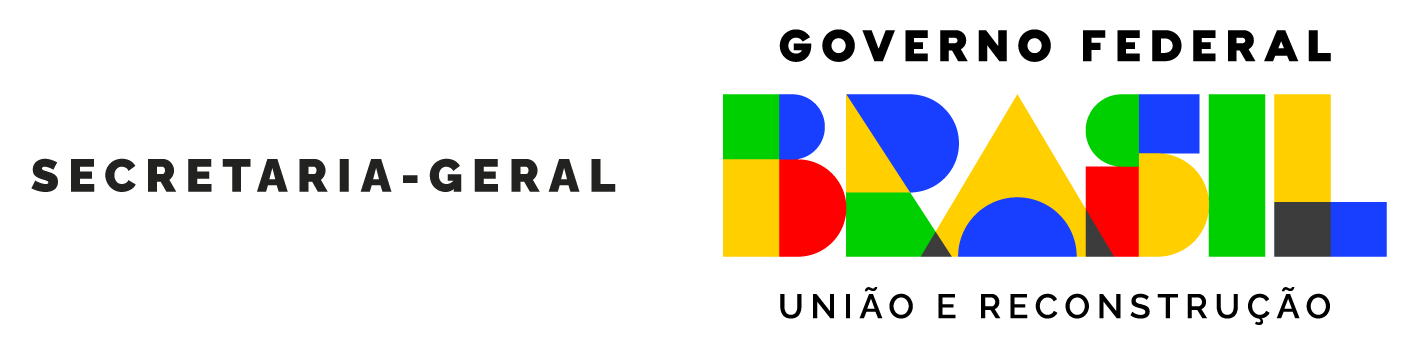 SECRETARIA-GERAL
GOVERNO FEDERAL
BRASIL
UNIÃO E RECONSTRUÇÃO